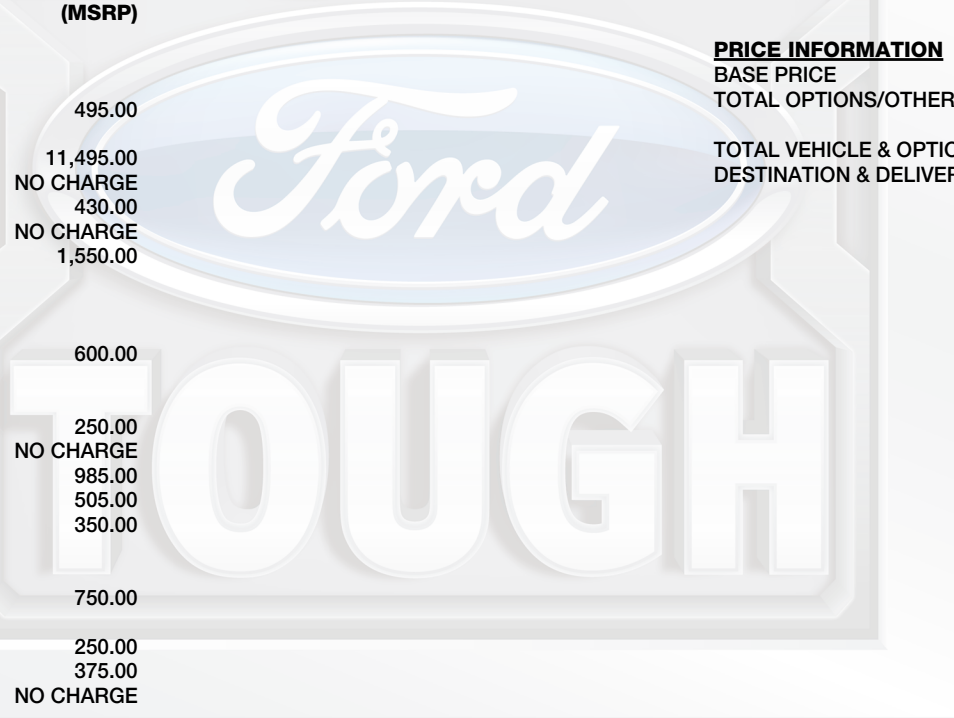 (MSRP)
495.00
11,495.00
NO CHARGE
430.00
NO CHARGE
1,550.00
600.00
250.00
NO CHARGE
985.00
505.00
350.00
750.00
250.00
375.00
NO CHARGE
PRICE INFORMATION
BASE PRICE
TOTAL OPTIONS/OTHER
TOTAL VEHICLE & OPTIO
DESTINATION & DELIVER
Ford
TOUGH